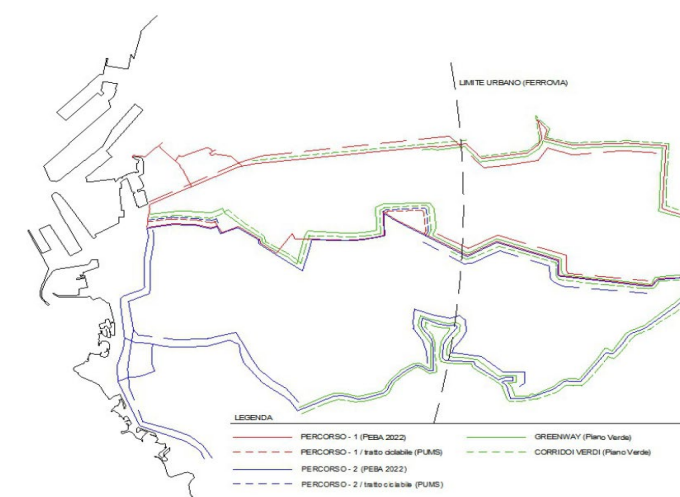 LIMITE URBANO (FERROVIA)
LEGENDA
PERCORSO - 1 (PEBA 2022)
PERCORSO - 1 / tratto ciclabile (PUMS)
PERCORSO - 2 (PEBA 2022)
PERCORSO - 2 / tratto ciclabile (PUMS)
GREENWAY (Piano Verde)
CORRIDOI VERDI (Piano Verde)